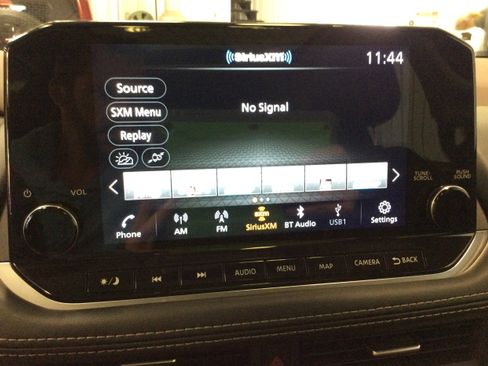 SiriusXM
11:44
Source
SXM Menu
No Signal
Replay
VOL
TUNE-
SCROLL
PUSH
SOUND
Phone
AM
FM
SXM
SiriusXM
BT Audio
USB1
Settings
AUDIO
MENU
MAP
CAMERA
BACK